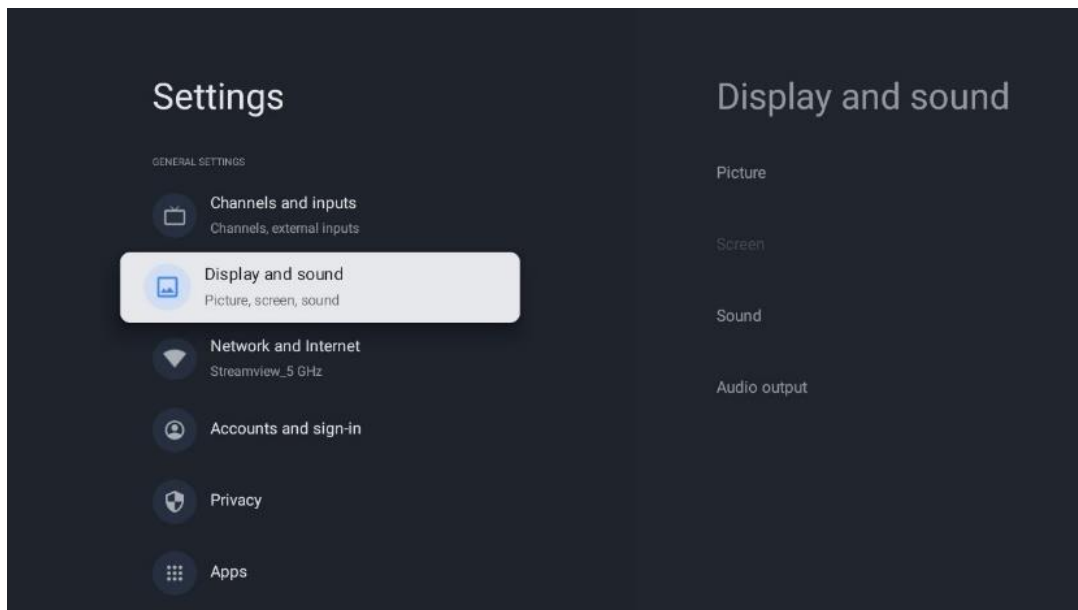 Settings
GENERAL SETTINGS
Channels and inputs
Channels, external inputs
Display and sound
Picture, screen, sound
Network and Internet
Streamview_5 GHz
Accounts and sign-in
Privacy
Apps
Display and sound
Picture
Screen
Sound
Audio output